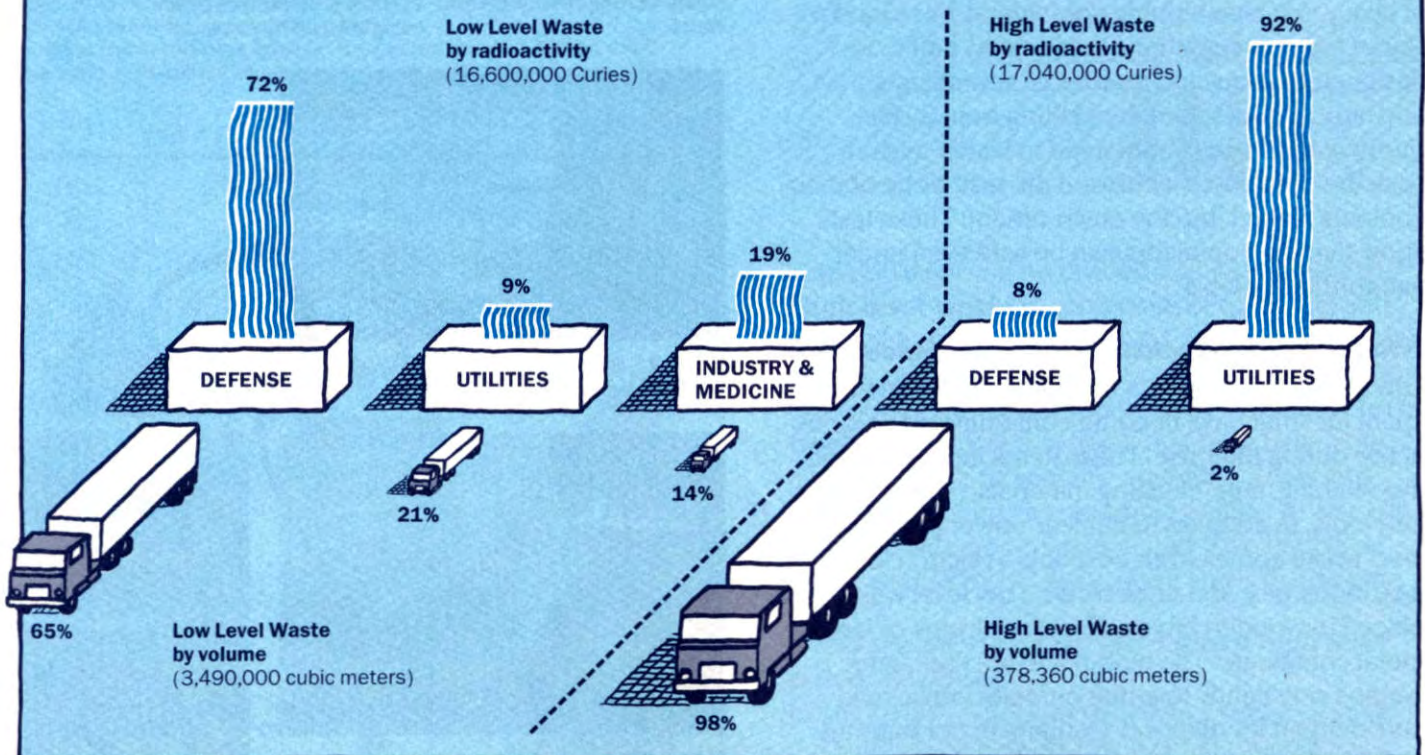 Low Level Waste
by radioactivity
(16,600,000 Curies)
High Level Waste
by radioactivity
(17,040,000 Curies)
92%
72%
9%
19%
8%
DEFENSE
UTILITIES
INDUSTRY &
MEDICINE
DEFENSE
UTILITIES
65%
21%
14%
98%
2%
Low Level Waste
by volume
(3,490,000 cubic meters)
High Level Waste
by volume
(378,360 cubic meters)